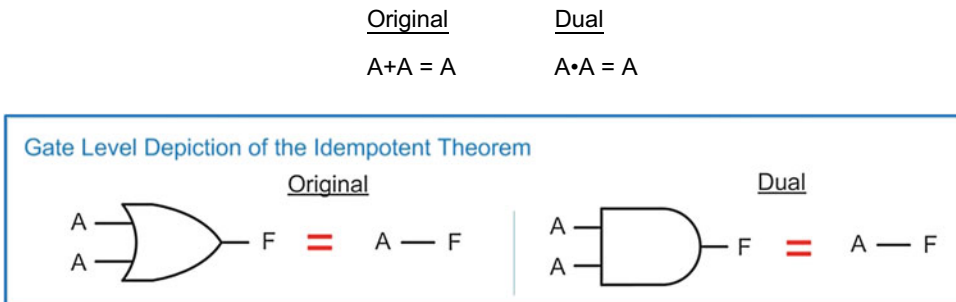 Original Dual
A+A = A A•A = A
Gate Level Depiction of the Idempotent Theorem
Original
A
A
F = A F
Dual
A
A
F = A F